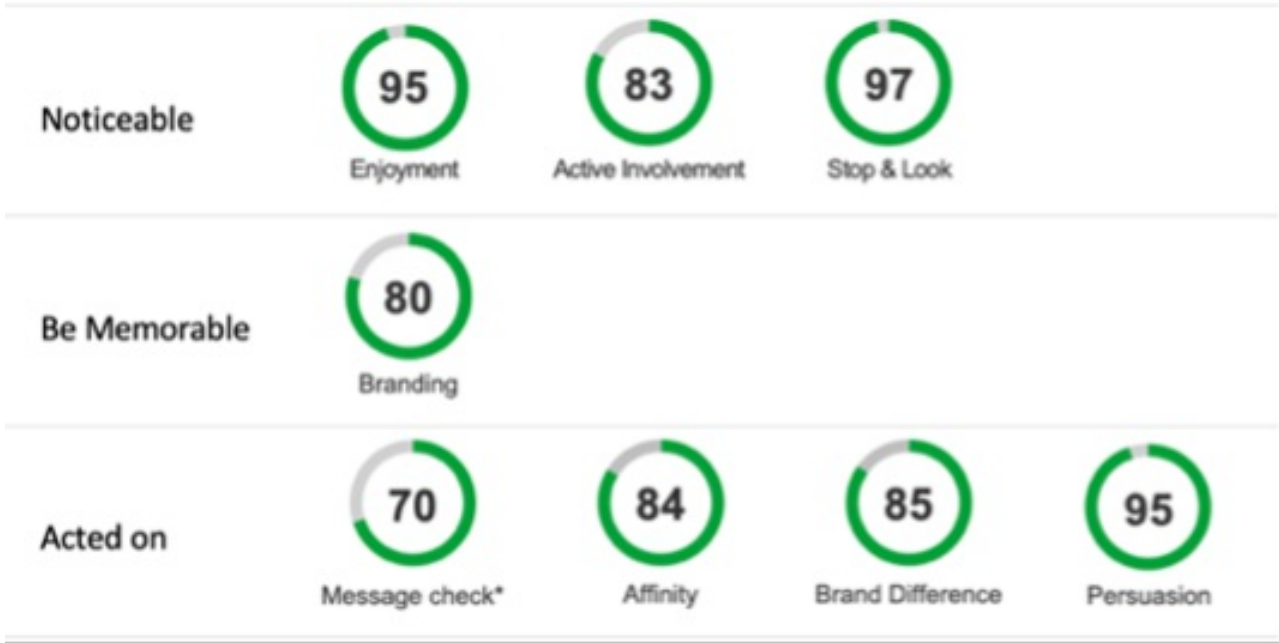 95 83 97
Noticeable
Enjoyment Active Involvement Stop & Look
80
Be Memorable
Branding
70 84 85 95
Acted on
Message check* Affinity Brand Difference Persuasion